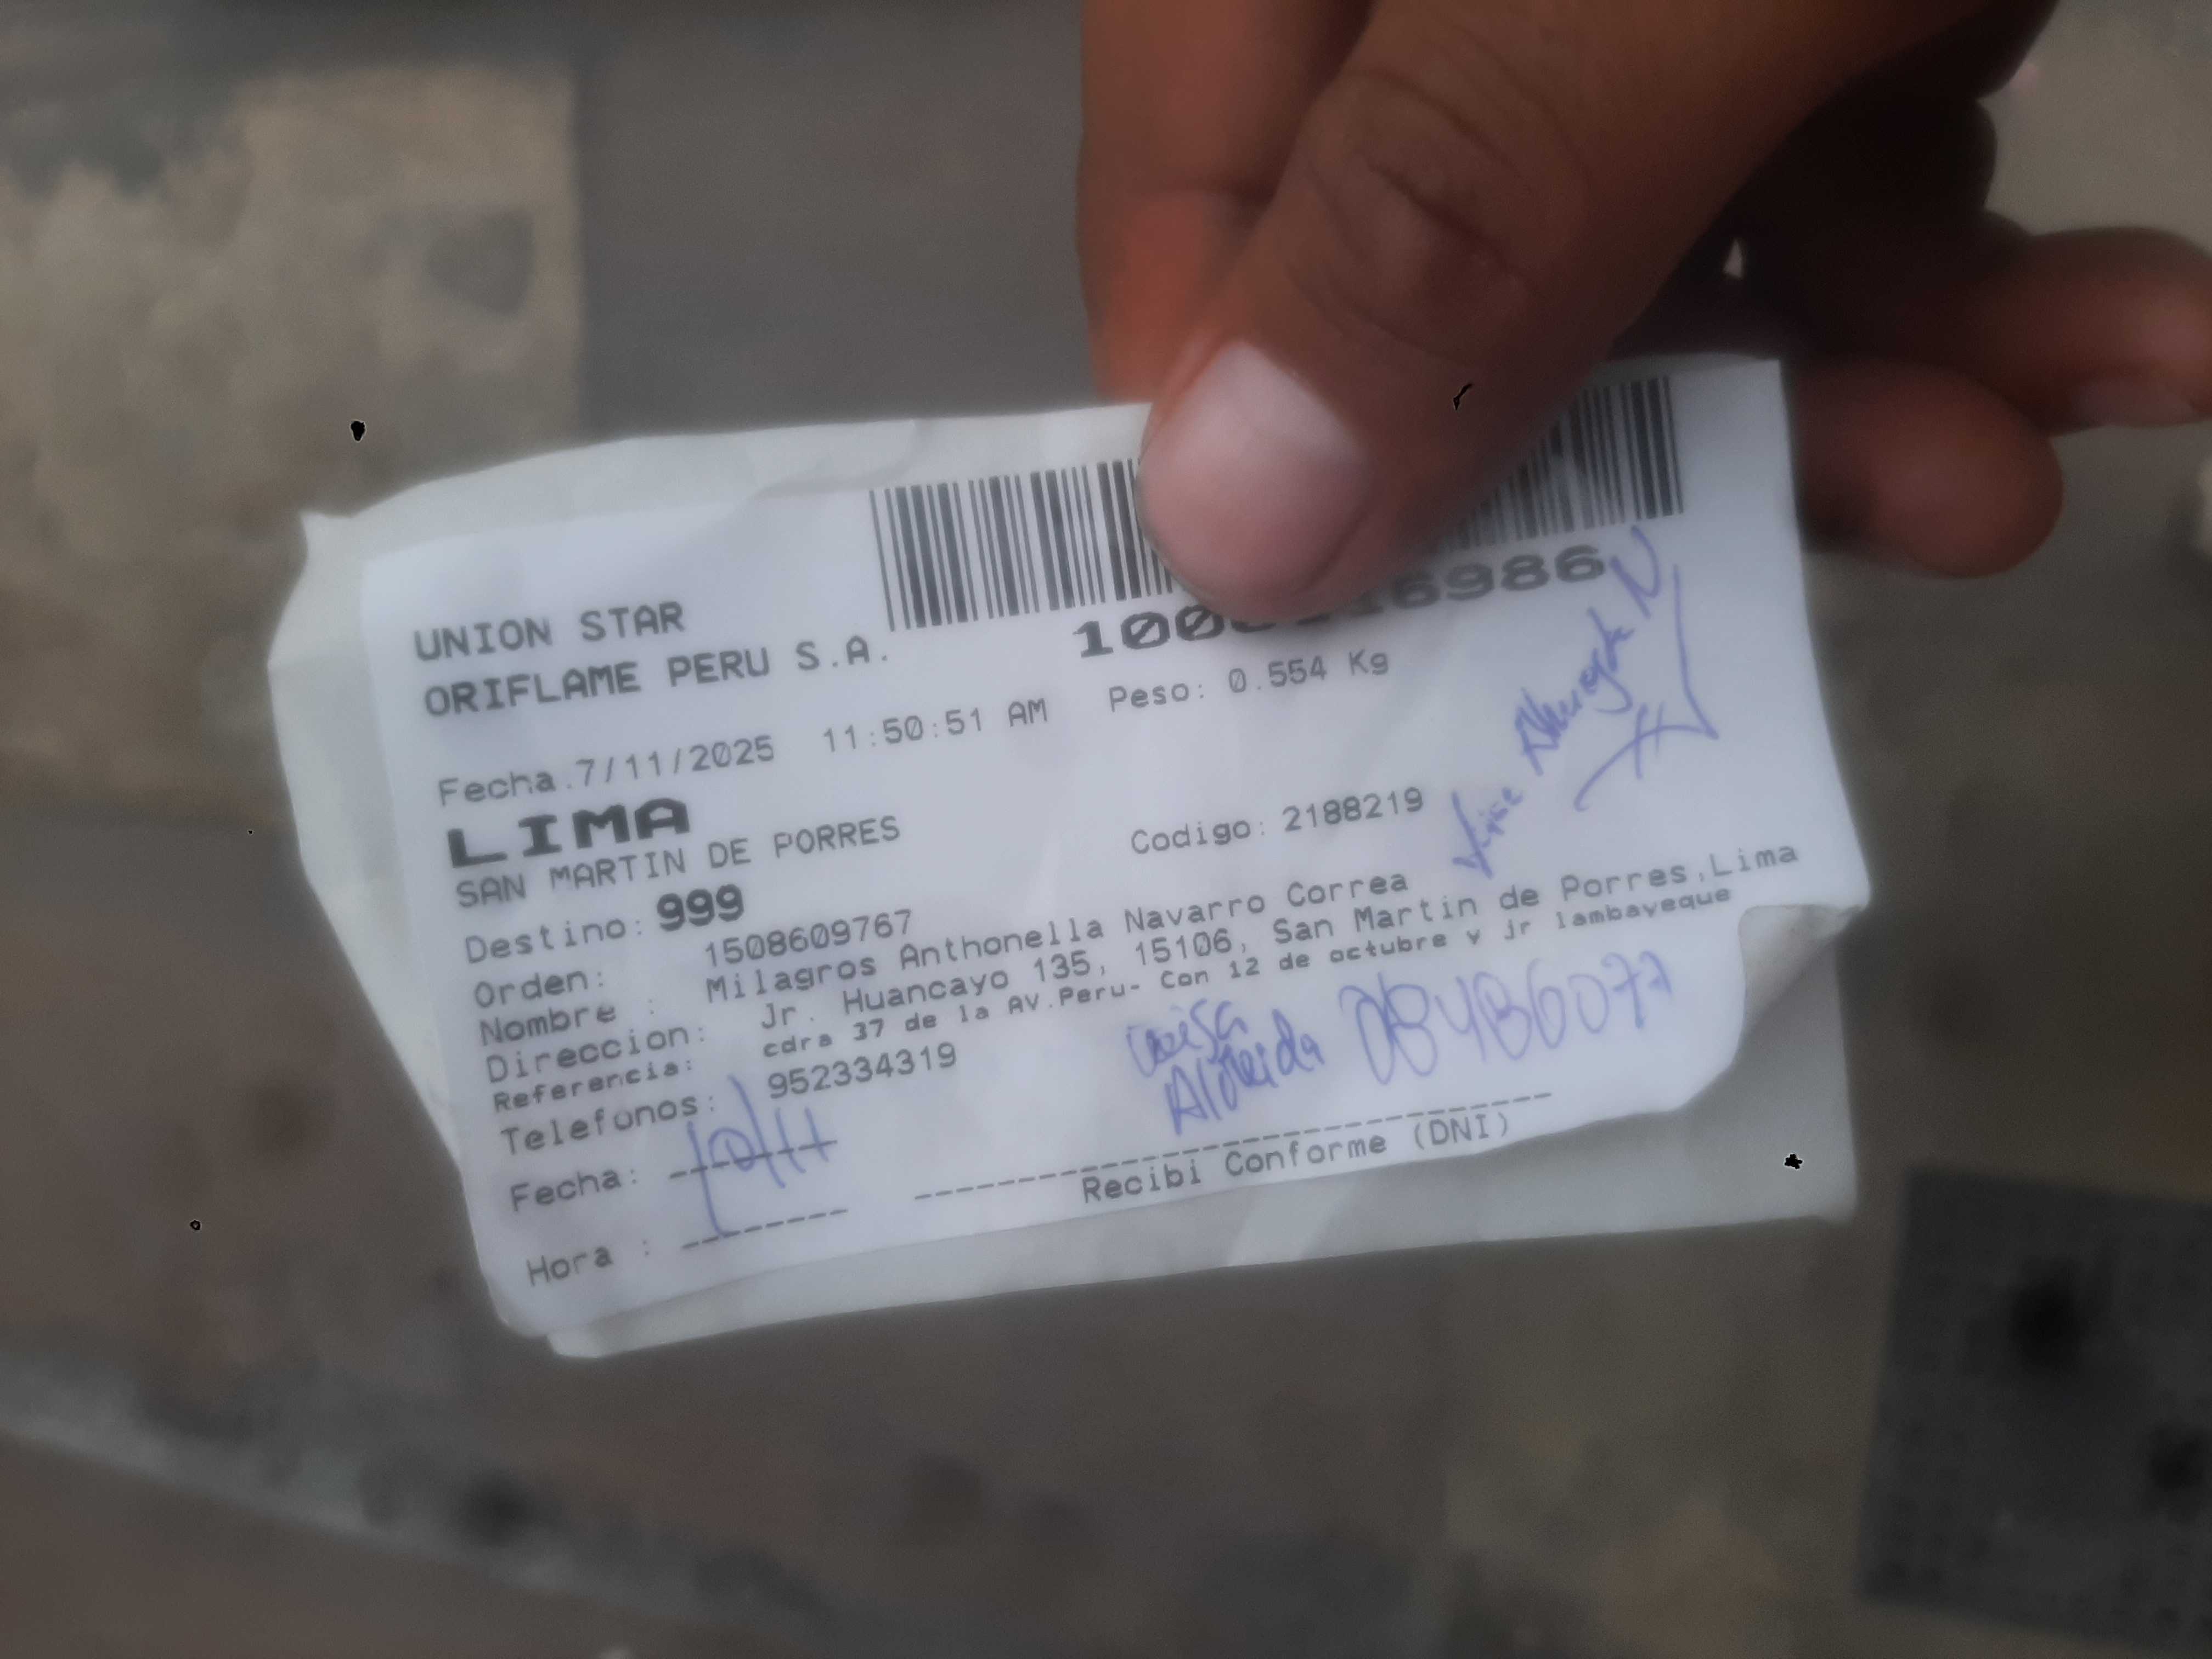 UNION STAR
ORIFLAME PERU S.A.
Fecha.7/11/2025 11:50:51 AM Peso: 0.554 Kg
LIMA
SAN MARTIN DE PORRES
Codigo: 2188219
Destino: 999
Orden: 1508609767
Nombre : Milagros Anthonella Navarro Correa
Direccion: Jr. Huancayo 135, 15106, San Martin de Porres,Lima
Referencia: cdra 37 de la AV.Peru- Con 12 de octubre y jr lambayeque
Telefonos: 952334319
Fecha:
Hora :
Recibi Conforme (DNI)